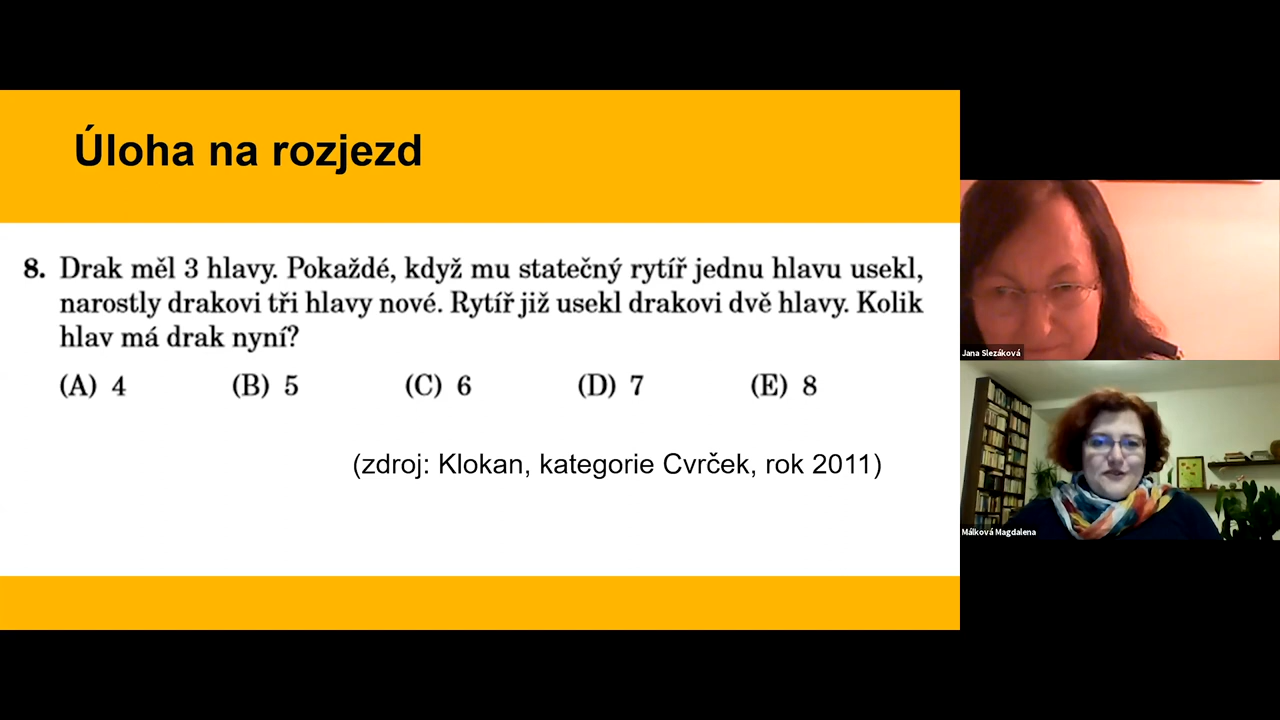 Úloha na rozjezd
8. Drak měl 3 hlavy. Pokaždé, když mu statečný rytíř jednu hlavu usekl,
narostly drakovi tři hlavy nové. Rytíř již usekl drakovi dvě hlavy. Kolik
hlav má drak nyní?
(A) 4 (B) 5 (C) 6 (D) 7 (E) 8
(zdroj: Klokan, kategorie Cvrček, rok 2011)
Jana Slezáková
Málková Magdalena